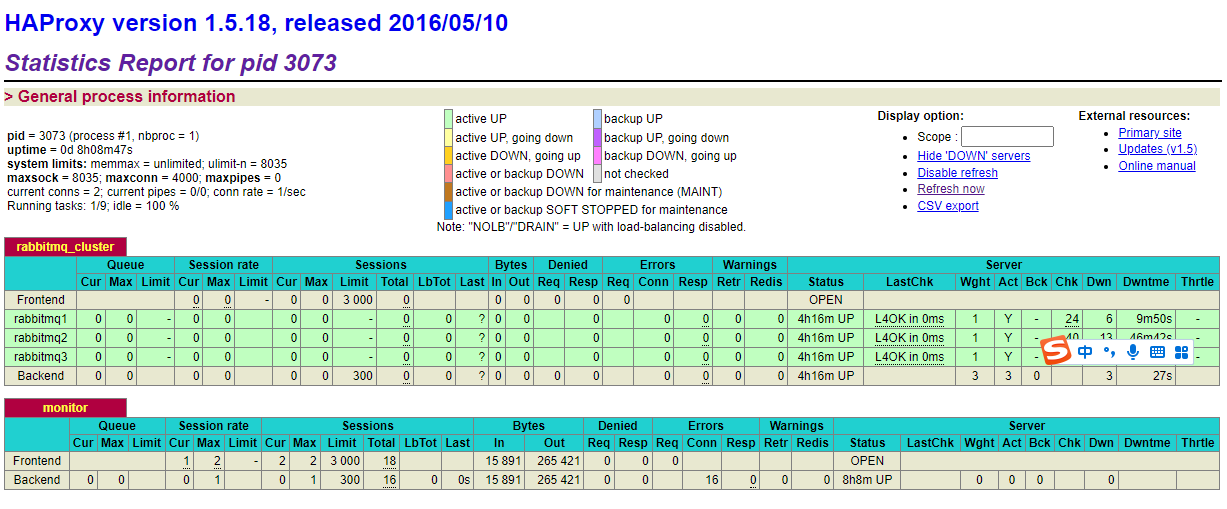 HAProxy version 1.5.18, released 2016/05/10
Statistics Report for pid 3073
> General process information
pid = 3073 (process #1, nbproc = 1)
uptime = 0d 8h08m47s
system limits: memmax = unlimited; ulimit-n = 8035
maxsock = 8035; maxconn = 4000; maxpipes = 0
current conns = 2; current pipes = 0/0; conn rate = 1/sec
Running tasks: 1/9; idle = 100 %
active UP backup UP
active UP, going down backup UP, going down
active DOWN, going up backup DOWN, going up
active or backup DOWN not checked
active or backup DOWN for maintenance (MAINT)
active or backup SOFT STOPPED for maintenance
Note: "NOLB"/"DRAIN" = UP with load-balancing disabled.
Display option:
Scope :
Hide 'DOWN' servers
Disable refresh
Refresh now
CSV export
External resources:
Primary site
Updates (v1.5)
Online manual
rabbitmq_cluster
Queue Session rate Sessions Bytes Denied Errors Warnings Server
Cur Max Limit Cur Max Limit Cur Max Limit Total LbTot Last In Out Req Resp Req Conn Resp Retr Redis Status LastChk Wght Act Bck Chk Dwn Dwntme Thrtle
Frontend 0 0 - 0 0 3 000 0 0 0 0 0 0 OPEN
rabbitmq1 0 0 - 0 0 0 0 - 0 0 ? 0 0 0 0 0 0 0 4h16m UP L4OK in 0ms 1 Y - 24 6 9m50s -
rabbitmq2 0 0 - 0 0 0 0 - 0 0 ? 0 0 0 0 0 0 0 4h16m UP L4OK in 0ms 1 Y - 40 13 46m42s -
rabbitmq3 0 0 - 0 0 0 0 - 0 0 ? 0 0 0 0 0 0 0 4h16m UP L4OK in 0ms 1 Y -
S 中
Backend 0 0 0 0 0 0 300 0 0 ? 0 0 0 0 0 0 0 0 4h16m UP 3 3 0 3 27s
monitor
Queue Session rate Sessions Bytes Denied Errors Warnings Server
Cur Max Limit Cur Max Limit Cur Max Limit Total LbTot Last In Out Req Resp Req Conn Resp Retr Redis Status LastChk Wght Act Bck Chk Dwn Dwntme Thrtle
Frontend 1 2 - 2 2 3 000 18 15 891 265 421 0 0 0 OPEN
Backend 0 0 0 1 0 1 300 16 0 0s 15 891 265 421 0 0 16 0 0 0 8h8m UP 0 0 0 0